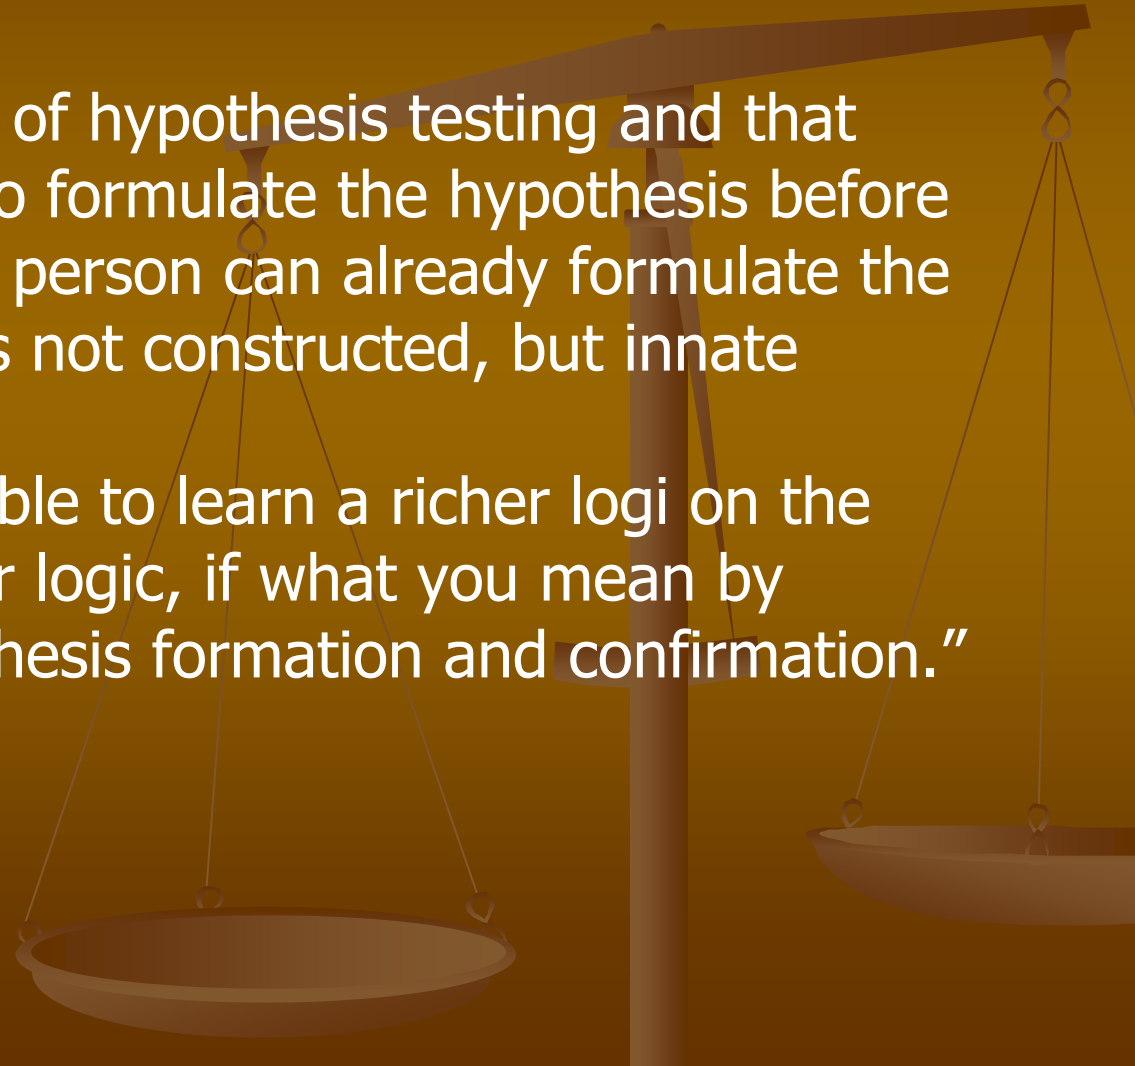 of hypothesis testing and that
o formulate the hypothesis before
person can already formulate the
s not constructed, but innate
ble to learn a richer logi on the
r logic, if what you mean by
hesis formation and confirmation.”